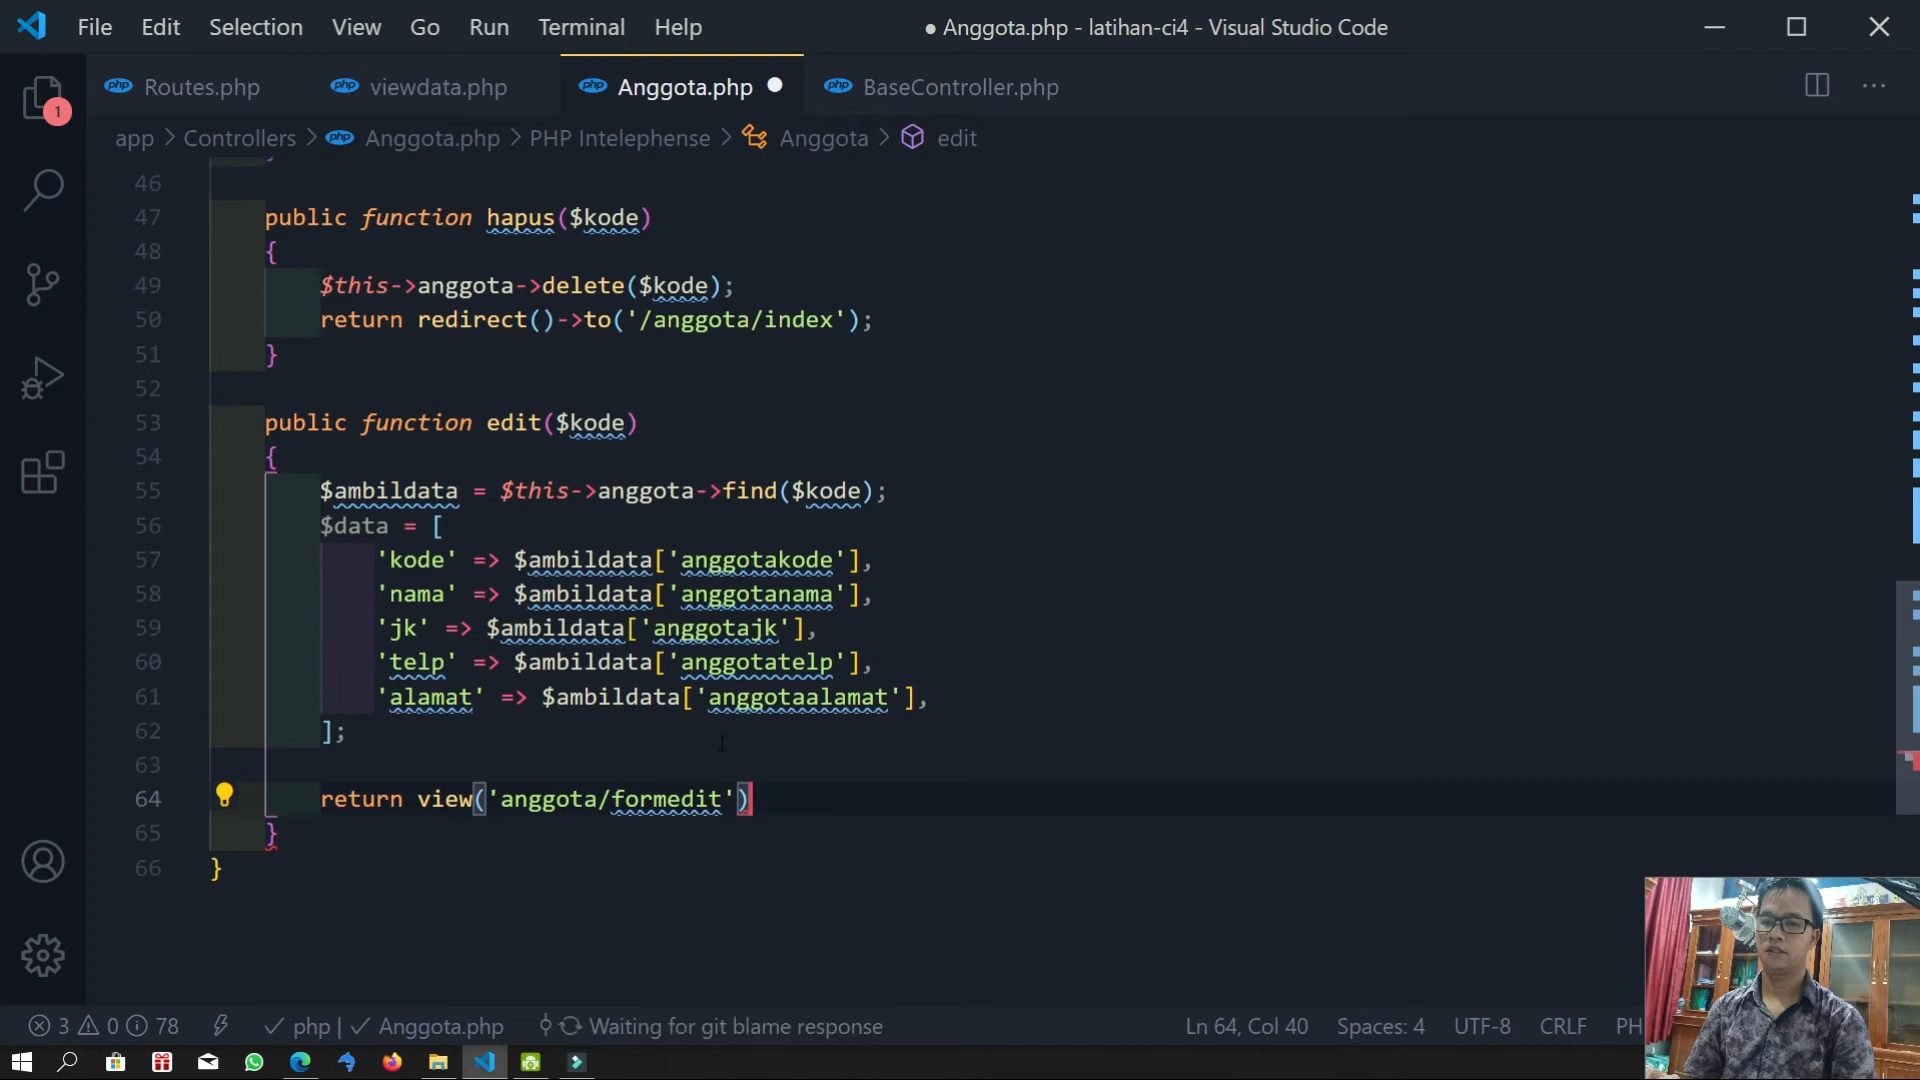 File Edit Selection View Go Run Terminal Help ● Anggota.php - latihan-ci4 - Visual Studio Code
php Routes.php php viewdata.php php Anggota.php ● php BaseController.php ...
app > Controllers > php Anggota.php > PHP Intelephense > Anggota > edit
1
46
47 public function hapus($kode)
48 {
49 $this->anggota->delete($kode);
50 return redirect()->to('/anggota/index');
51 }
52
53 public function edit($kode)
54 {
55 $ambildata = $this->anggota->find($kode);
56 $data = [
57 'kode' => $ambildata['anggotakode'],
58 'nama' => $ambildata['anggotanama'],
59 'jk' => $ambildata['anggotajk'],
60 'telp' => $ambildata['anggotatelp'],
61 'alamat' => $ambildata['anggotaalamat'],
62 ];
63
64 return view('anggota/formedit')
65 }
66 }
3 0 78 php | Anggota.php Waiting for git blame response Ln 64, Col 40 Spaces: 4 UTF-8 CRLF PH